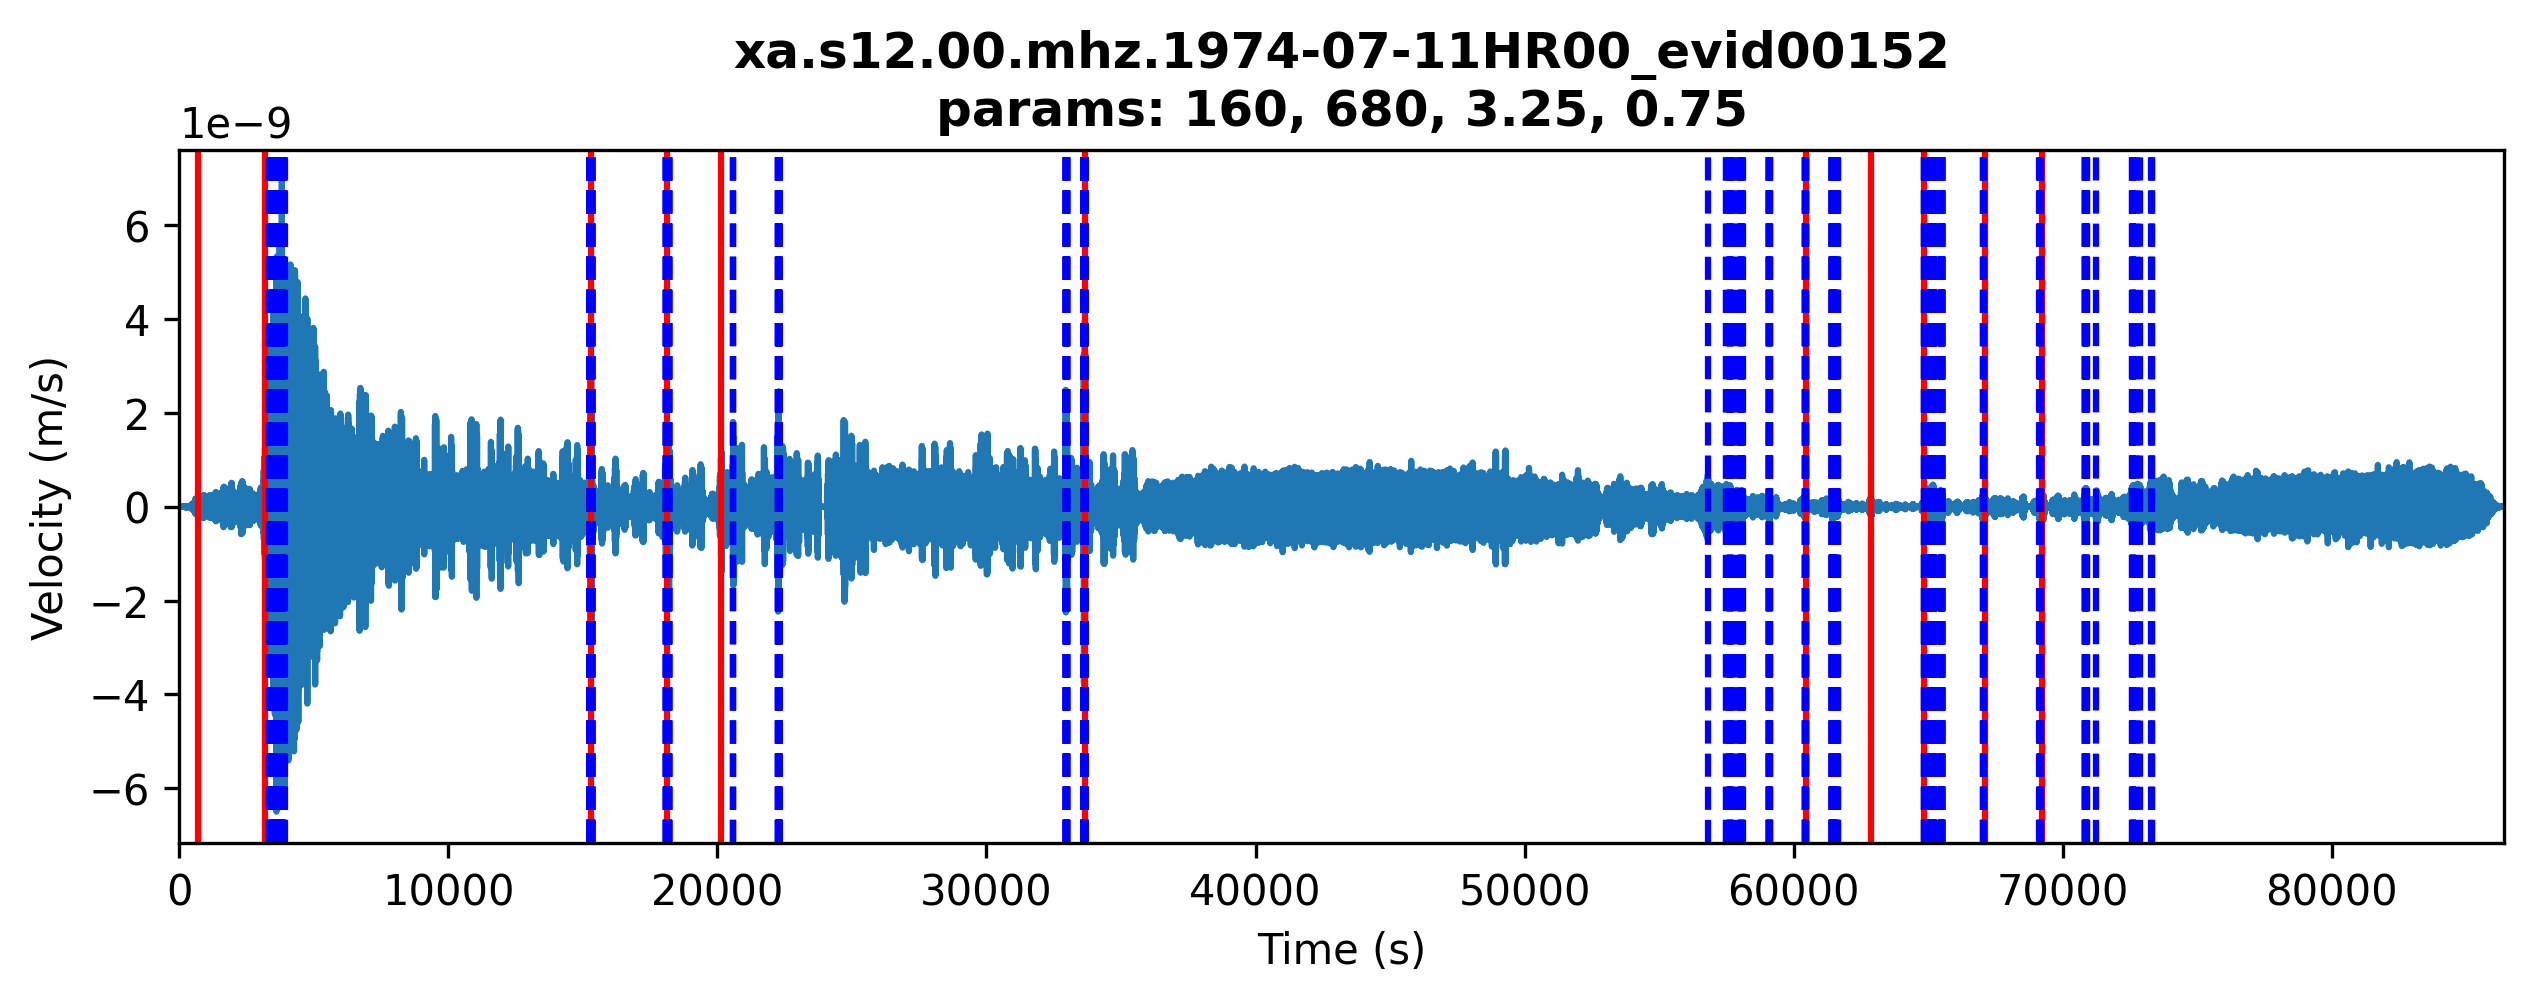 xa.s12.00.mhz.1974-07-11HR00_evid00152
params: 160, 680, 3.25, 0.75
1e−9
6
4
2
0
−2
−4
−6
Velocity (m/s)
0 10000 20000 30000 40000 50000 60000 70000 80000
Time (s)